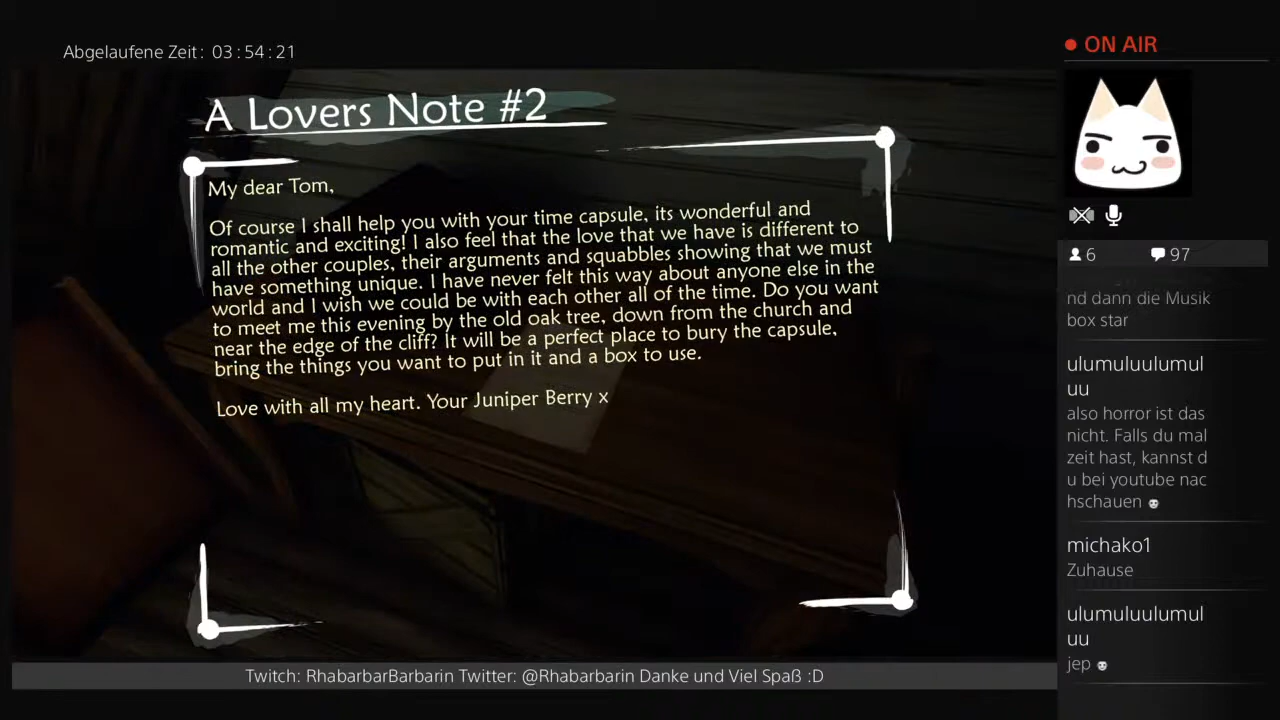 Abgelaufene Zeit: 03:54:21
A Lovers Note #2
My dear Tom,
Of course I shall help you with your time capsule, its wonderful and
romantic and exciting! I also feel that the love that we have is different to
all the other couples, their arguments and squabbles showing that we must
have something unique. I have never felt this way about anyone else in the
world and I wish we could be with each other all of the time. Do you want
to meet me this evening by the old oak tree, down from the church and
near the edge of the cliff? It will be a perfect place to bury the capsule,
bring the things you want to put in it and a box to use.
Love with all my heart. Your Juniper Berry x
Twitch: RhabarbarBarbarin Twitter: @Rhabarbarin Danke und Viel Spaß :D
ON AIR
6 97
nd dann die Musik
box star
ulumuluulumul
uu
also horror ist das
nicht. Falls du mal
zeit hast, kannst d
u bei youtube nac
hschauen
michako1
Zuhause
ulumuluulumul
uu
jep